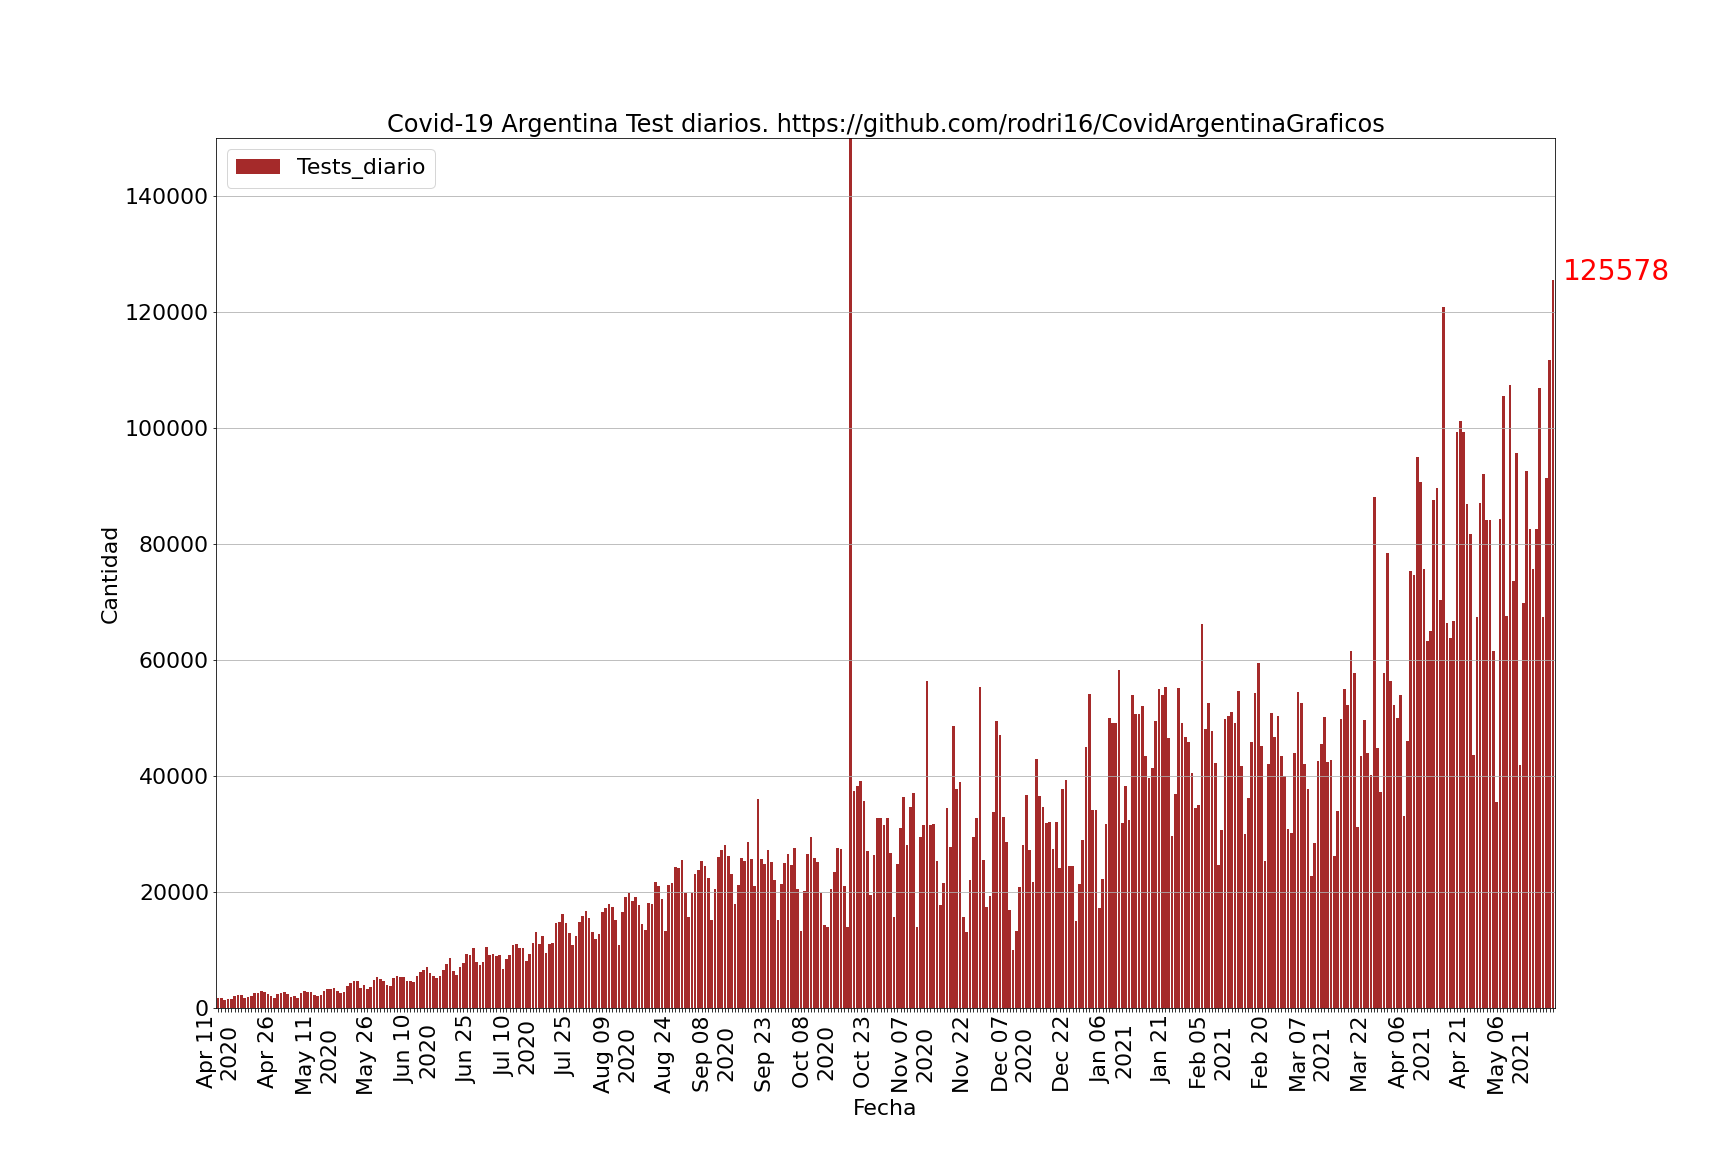 Covid-19 Argentina Test diarios. https://github.com/rodri16/CovidArgentinaGraficos
Tests_diario
140000
120000
100000
80000
60000
40000
20000
0
125578
Cantidad
Apr 11
2020
Apr 26
May 11
2020
May 26
Jun 10
2020
Jun 25
Jul 10
2020
Jul 25
Aug 09
2020
Aug 24
Sep 08
2020
Sep 23
Oct 08
2020
Oct 23
Nov 07
2020
Nov 22
Dec 07
2020
Dec 22
Jan 06
2021
Jan 21
Feb 05
2021
Feb 20
Mar 07
2021
Mar 22
Apr 06
2021
Apr 21
May 06
2021
Fecha